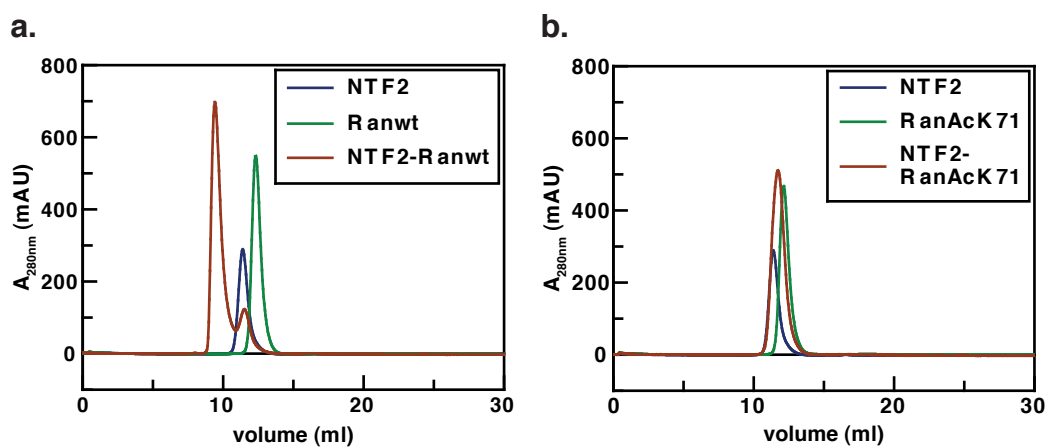 a.
800
600
400
200
0
A280nm (mAU)
0
10
20
30
volume (ml)
NTF2
Ranwt
NTF2-Ranwt
b.
800
600
400
200
0
A280nm (mAU)
0
10
20
30
volume (ml)
NTF2
RanAcK71
NTF2-
RanAcK71